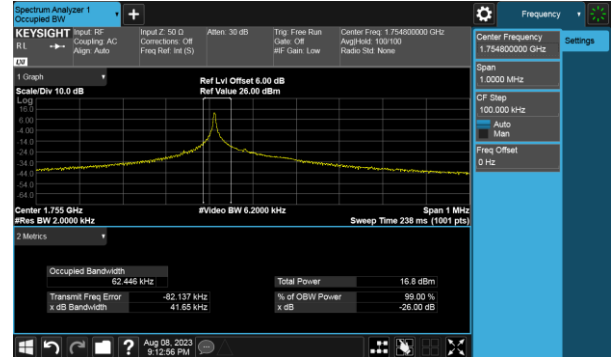 Spectrum Analyzer 1
Occupied BW
+
Frequency
KEYSIGHT
Input: RF
Coupling: AC
Align: Auto
Input Z: 50 Ω
Corrections: Off
Freq Ref: Int (S)
Atten: 30 dB
Trig: Free Run
Gate: Off
#IF Gain: Low
Center Freq: 1.754800000 GHz
Avg|Hold: 100/100
Radio Std: None
RL
LXI
Center Frequency
1.754800000 GHz
Settings
Span
1.0000 MHz
CF Step
100.000 kHz
Auto
Man
Freq Offset
0 Hz
1 Graph
Scale/Div 10.0 dB
Ref Lvl Offset 6.00 dB
Ref Value 26.00 dBm
Log
16.0
6.00
-4.00
-14.0
-24.0
-34.0
-44.0
-54.0
-64.0
Center 1.755 GHz
#Res BW 2.0000 kHz
#Video BW 6.2000 kHz
Span 1 MHz
Sweep Time 238 ms (1001 pts)
2 Metrics
Occupied Bandwidth
62.446 kHz
Total Power 16.8 dBm
Transmit Freq Error -82.137 kHz
% of OBW Power 99.00 %
x dB Bandwidth 41.65 kHz
x dB -26.00 dB
?
Aug 08, 2023
9:12:56 PM